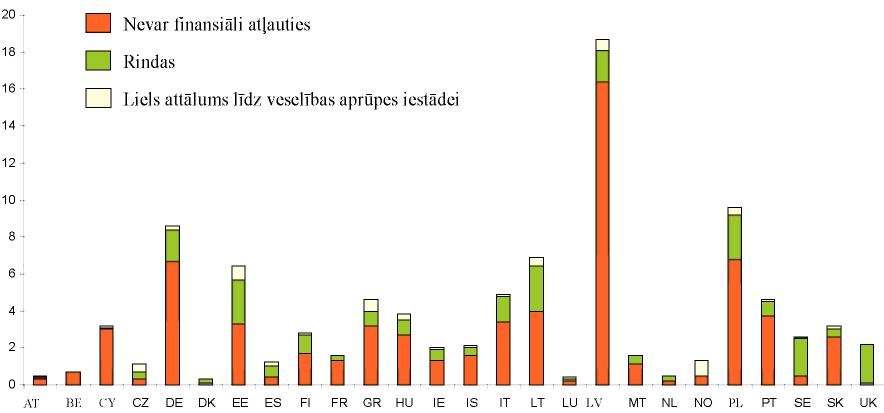 20
18
16
14
12
10
8
6
4
2
0
Nevar finansiāli atļauties
Rindas
Liels attālums līdz veselības aprūpes iestādei
AT BE CY CZ DE DK EE ES FI FR GR HU IE IS IT LT LU LV MT NL NO PL PT SE SK UK